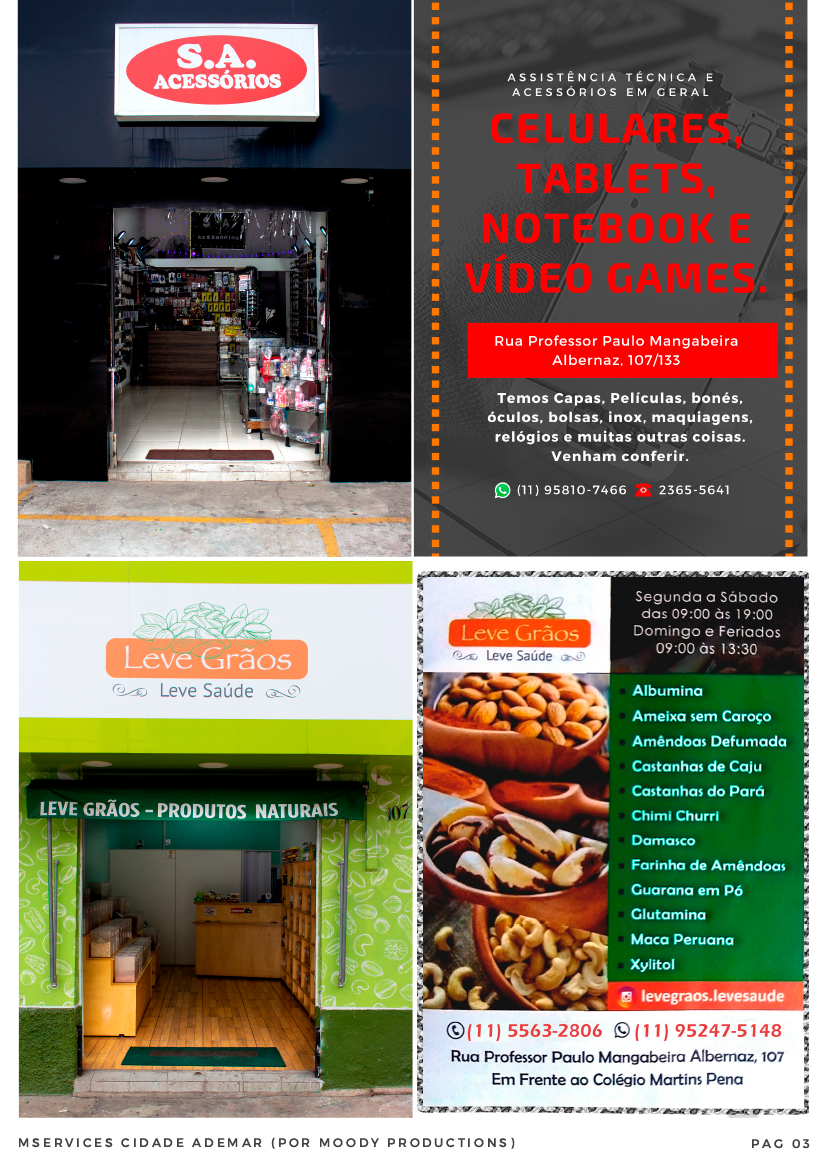 S.A.
ACESSÓRIOS
S.A.
ACESSÓRIOS
ASSISTÊNCIA TÉCNICA E
ACESSÓRIOS EM GERAL
CELULARES,
TABLETS,
NOTEBOOK E
VÍDEO GAMES.
Rua Professor Paulo Mangabeira
Albernaz, 107/133
Temos Capas, Películas, bonés,
óculos, bolsas, inox, maquiagens,
relógios e muitas outras coisas.
Venham conferir.
(11) 95810-7466 2365-5641
Leve Grãos
Leve Saúde
LEVE GRÃOS - PRODUTOS NATURAIS
107
Leve Grãos
Leve Saúde
Segunda a Sábado
das 09:00 às 19:00
Domingo e Feriados
09:00 às 13:30
Albumina
Ameixa sem Caroço
Amêndoas Defumada
Castanhas de Caju
Castanhas do Pará
Chimi Churri
Damasco
Farinha de Amêndoas
Guarana em Pó
Glutamina
Maca Peruana
Xylitol
levegraos.levesaude
(11) 5563-2806 (11) 95247-5148
Rua Professor Paulo Mangabeira Albernaz, 107
Em Frente ao Colégio Martins Pena
MSERVICES CIDADE ADEMAR (POR MOODY PRODUCTIONS)
PAG 03